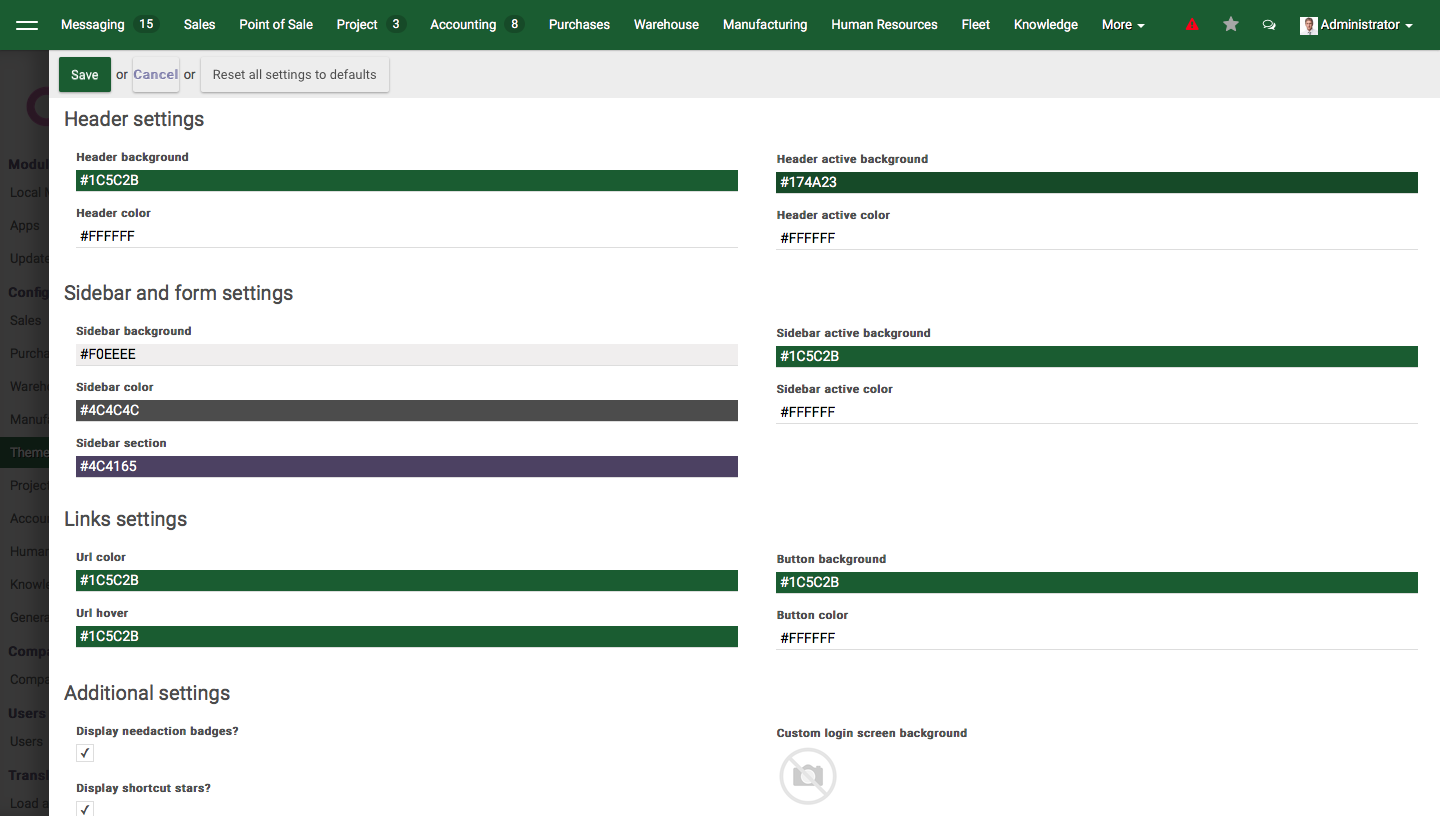 Messaging 15 Sales Point of Sale Project 3 Accounting 8 Purchases Warehouse Manufacturing Human Resources Fleet Knowledge More Administrator
Save or Cancel or Reset all settings to defaults
Header settings
Header background
#1C5C2B
Header color
#FFFFFF
Header active background
#174A23
Header active color
#FFFFFF
Sidebar and form settings
Sidebar background
#F0EEEE
Sidebar color
#4C4C4C
Sidebar section
#4C4165
Sidebar active background
#1C5C2B
Sidebar active color
#FFFFFF
Links settings
Url color
#1C5C2B
Url hover
#1C5C2B
Button background
#1C5C2B
Button color
#FFFFFF
Additional settings
Display needaction badges?
Display shortcut stars?
Custom login screen background
Modul
Local
Apps
Update
Config
Sales
Purcha
Wareh
Manuf
Theme
Project
Accou
Human
Knowle
Genera
Compa
Compa
Users
Users
Transl
Load a